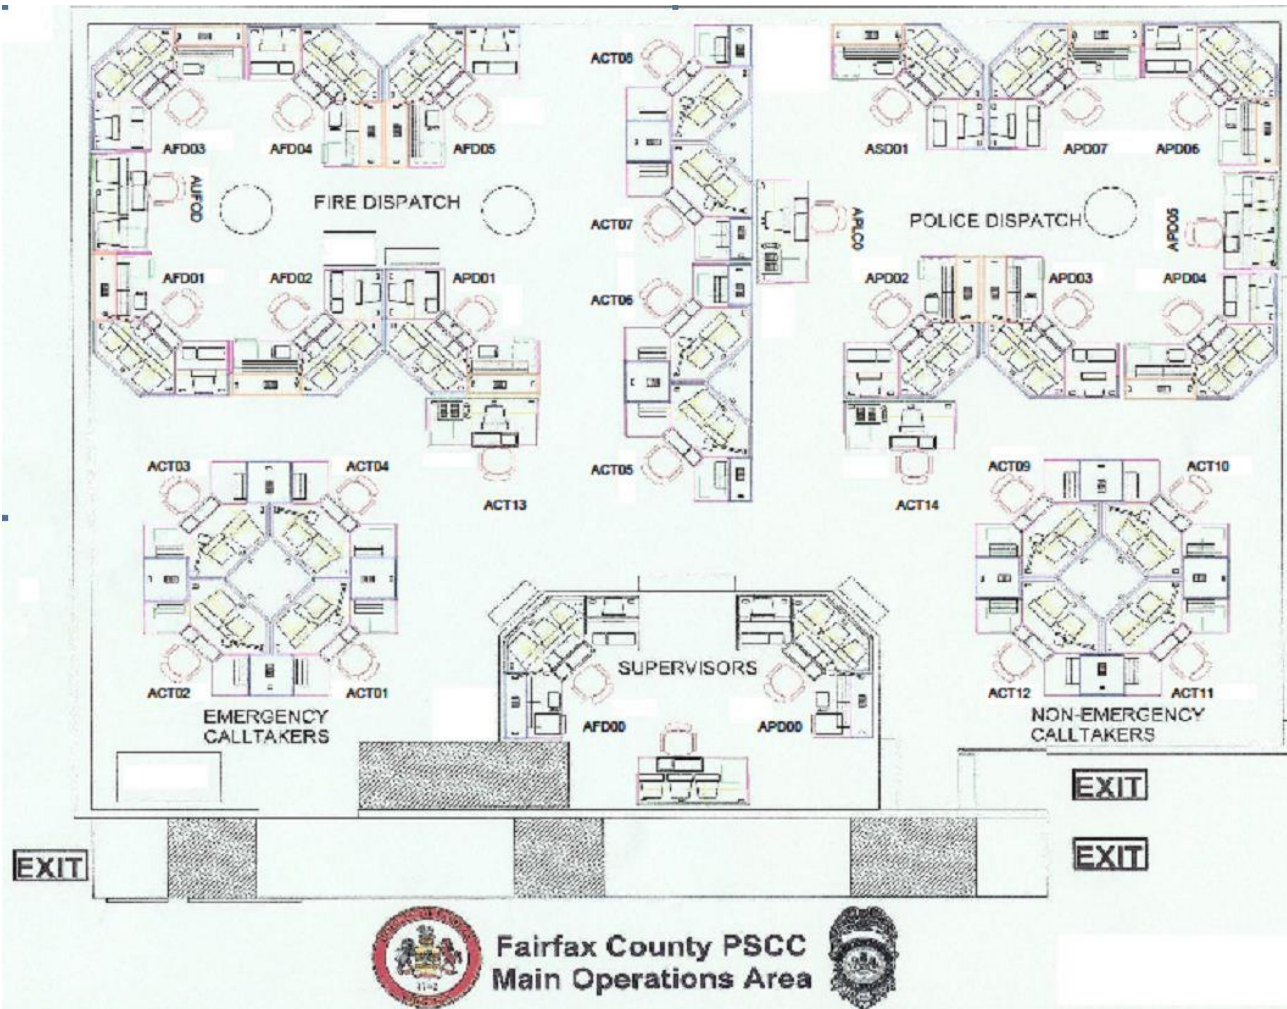 ACT08
AFD03
AFD04
AFD05
ASD01
APD07
APD06
AUFOD
FIRE DISPATCH
ACT07
APLCO
POLICE DISPATCH
APD05
AFD01
AFD02
APD01
ACT06
APD02
APD03
APD04
ACT03
ACT04
ACT05
ACT09
ACT10
ACT13
ACT14
SUPERVISORS
ACT02
ACT01
ACT12
ACT11
EMERGENCY
CALLTAKERS
AFD00
APD00
NON-EMERGENCY
CALLTAKERS
EXIT
EXIT
EXIT
Fairfax County PSCC
Main Operations Area
1742